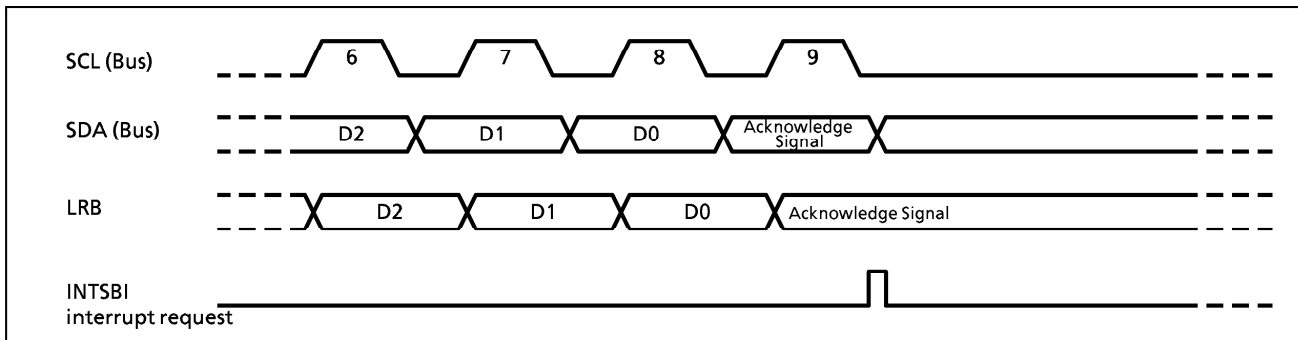 SCL (Bus) 6 7 8 9
SDA (Bus) D2 D1 D0 Acknowledge
Signal
LRB D2 D1 D0 Acknowledge Signal
INTSBI
interrupt request